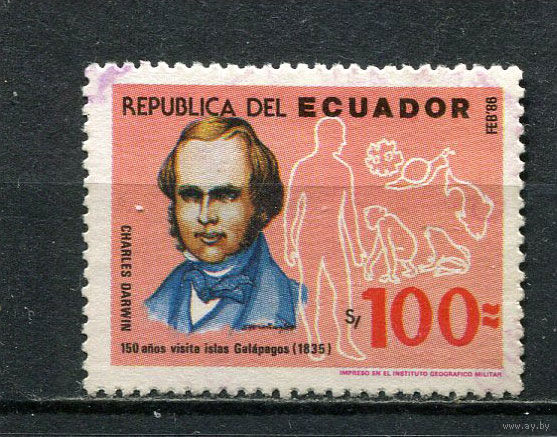 REPUBLICA DEL ECUADOR
FEB'86
CHARLES DARWIN
S/ 100
150 años visita islas Galápagos (1835)
IMPRESO EN EL INSTITUTO GEOGRAFICO MILITAR
www.ay.by